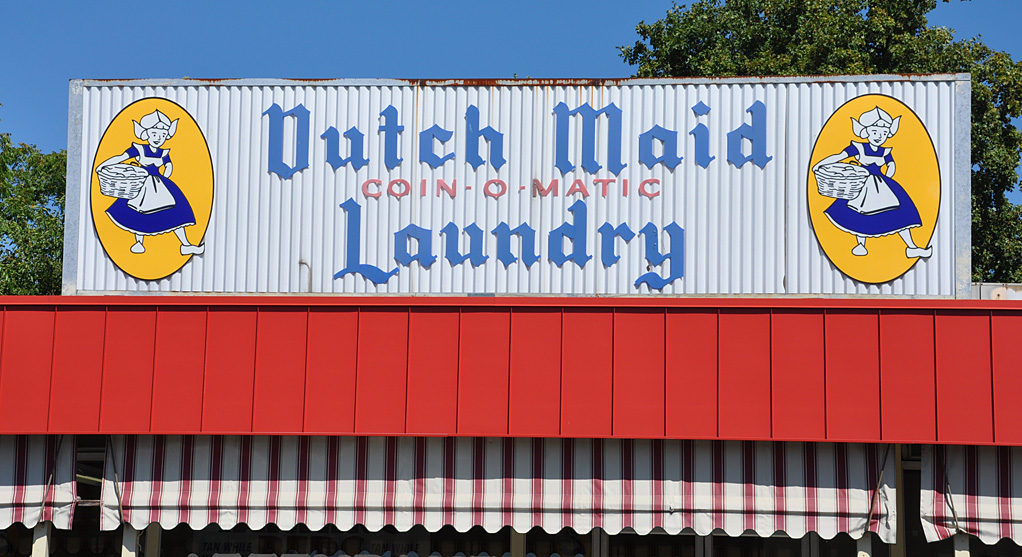 Dutch Maid
COIN-O-MATIC
Laundry